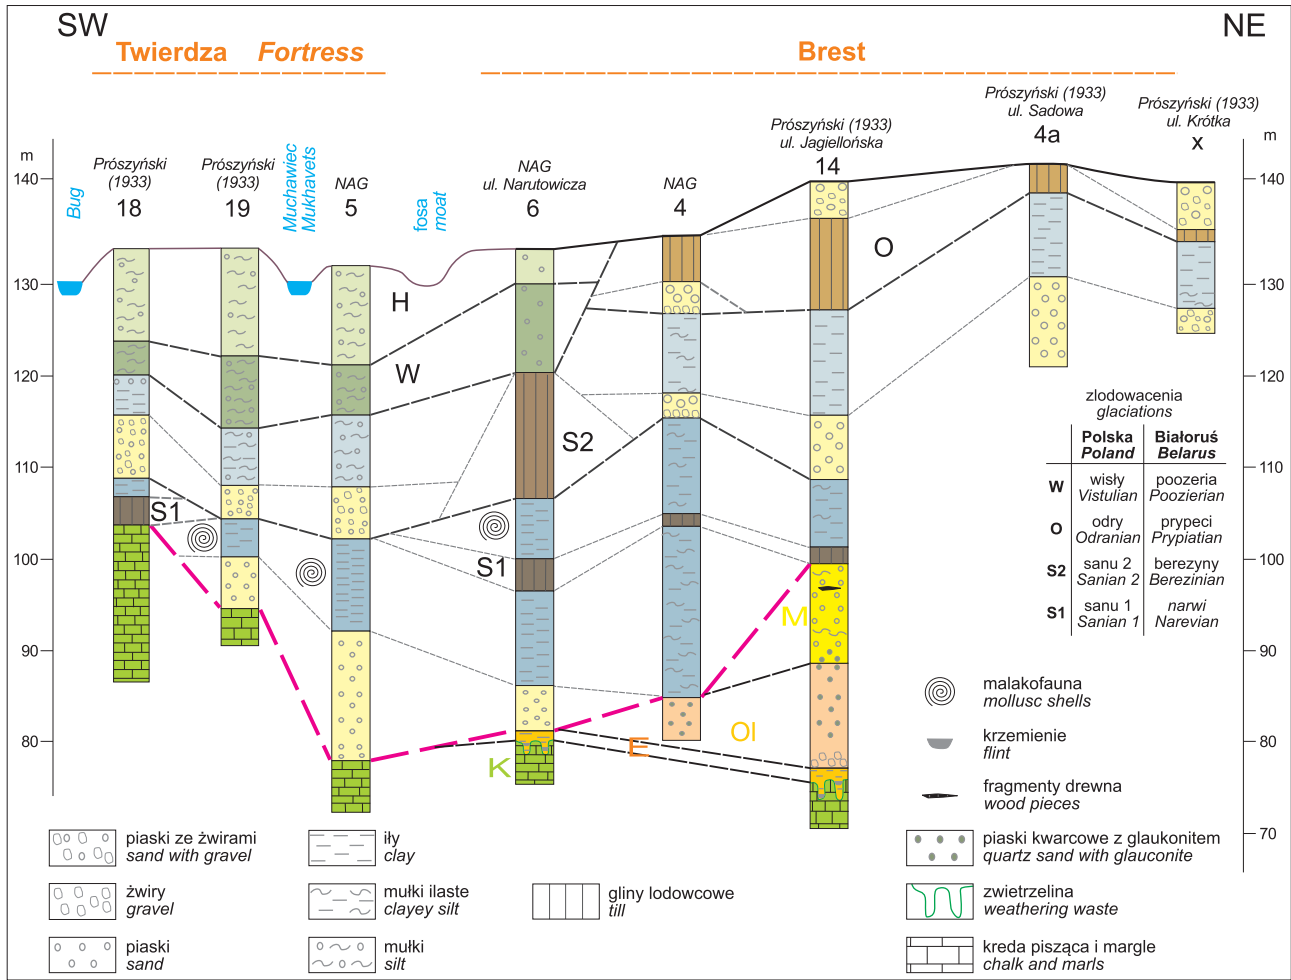 SW
NE
Twierdza Fortress
Brest
Prószyński (1933)
ul. Sadowa
4a
Prószyński (1933)
ul. Krótka
x
Prószyński (1933)
ul. Jagiellońska
14
m
m
Prószyński
(1933)
18
Prószyński
(1933)
19
NAG
5
NAG
ul. Narutowicza
6
NAG
4
Bug
Muchawiec
Mukhavets
fosa
moat
140
130
120
110
100
90
80
140
130
120
110
100
90
80
70
H
W
O
S2
S1
S1
M
Ol
E
K
zlodowacenia
glaciations
Polska Białoruś
Poland Belarus
W wisły poozeria
Vistulian Poozierian
O odry prypeci
Odranian Prypiatian
S2 sanu 2 berezyny
Sanian 2 Berezinian
S1 sanu 1 narwi
Sanian 1 Narevian
malakofauna
mollusc shells
krzemienie
flint
fragmenty drewna
wood pieces
piaski kwarcowe z glaukonitem
quartz sand with glauconite
zwietrzelina
weathering waste
kreda pisząca i margle
chalk and marls
piaski ze żwirami
sand with gravel
żwiry
gravel
piaski
sand
iły
clay
mułki ilaste
clayey silt
mułki
silt
gliny lodowcowe
till